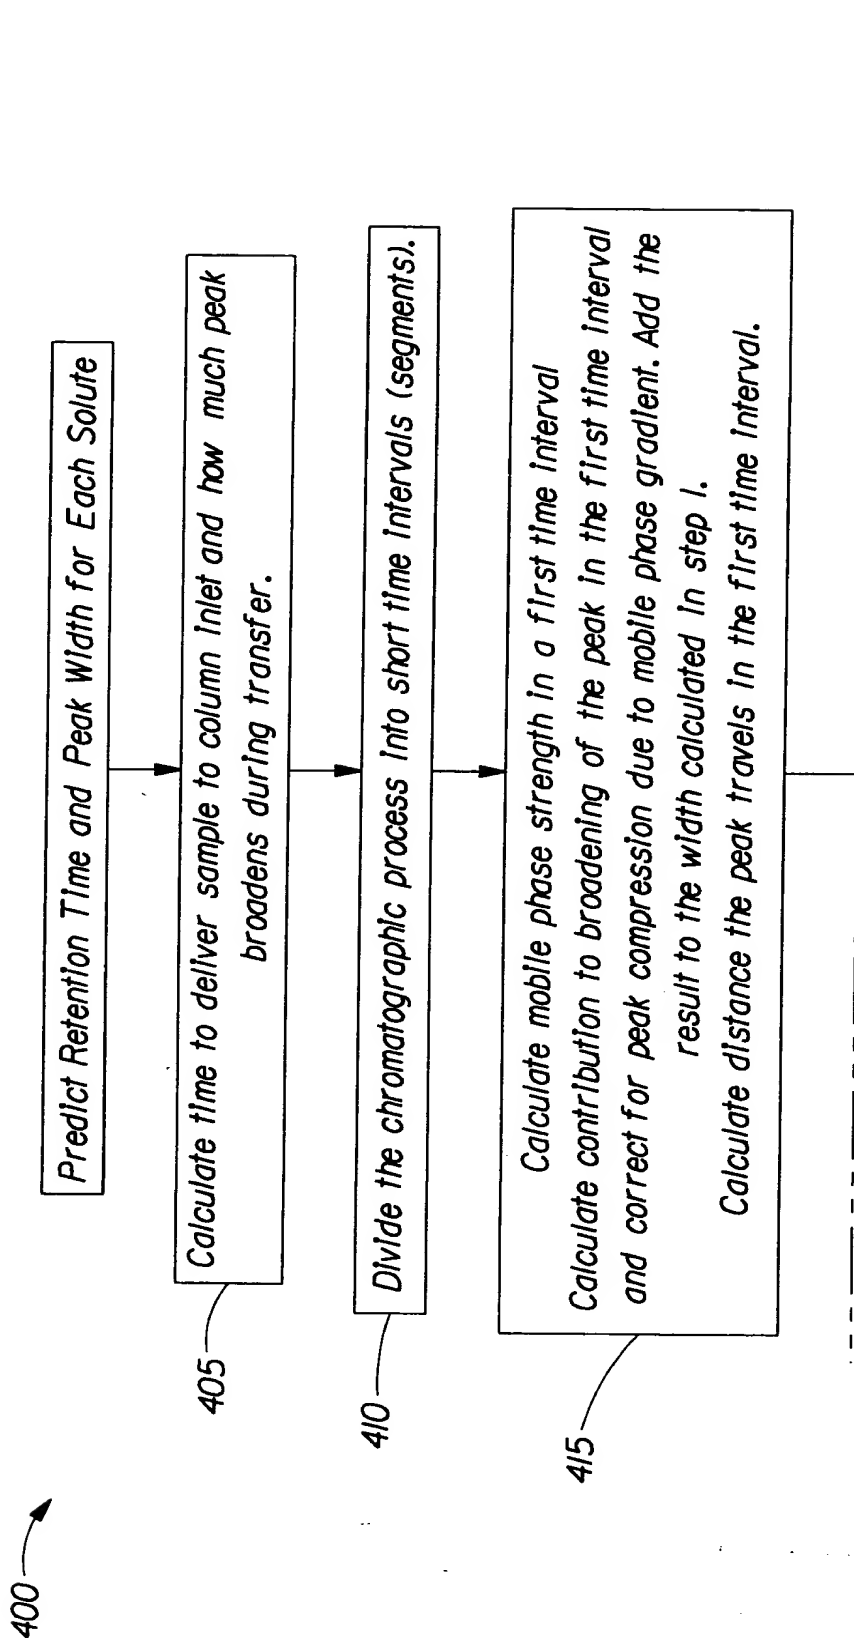 400
Predict Retention Time and Peak Width for Each Solute
405
Calculate time to deliver sample to column inlet and how much peak
broadens during transfer.
410
Divide the chromatographic process into short time intervals (segments).
415
Calculate mobile phase strength in a first time interval
Calculate contribution to broadening of the peak in the first time interval
and correct for peak compression due to mobile phase gradient. Add the
result to the width calculated in step 1.
Calculate distance the peak travels in the first time interval.